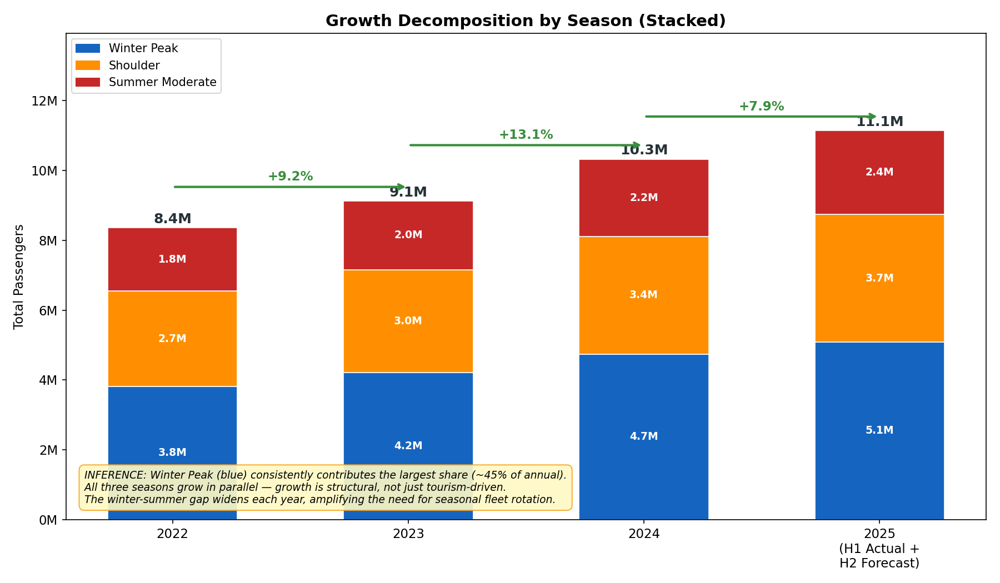 Growth Decomposition by Season (Stacked)
Winter Peak
Shoulder
Summer Moderate
Total Passengers
12M
10M
8M
6M
4M
2M
0M
+9.2%
+13.1%
+7.9%
8.4M
9.1M
10.3M
11.1M
1.8M
2.0M
2.2M
2.4M
2.7M
3.0M
3.4M
3.7M
3.8M
4.2M
4.7M
5.1M
INFERENCE: Winter Peak (blue) consistently contributes the largest share (~45% of annual).
All three seasons grow in parallel — growth is structural, not just tourism-driven.
The winter-summer gap widens each year, amplifying the need for seasonal fleet rotation.
2022
2023
2024
2025
(H1 Actual +
H2 Forecast)